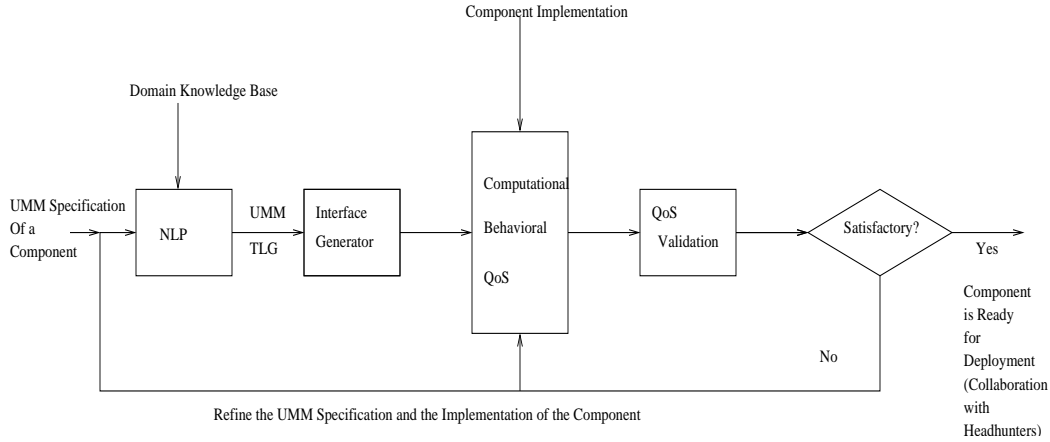 Component Implementation
Domain Knowledge Base
UMM Specification
Of a
Component
NLP
UMM
TLG
Interface
Generator
Computational
Behavioral
QoS
QoS
Validation
Satisfactory?
Yes
No
Component
is Ready
for
Deployment
(Collaboration
with
Headhunters)
Refine the UMM Specification and the Implementation of the Component